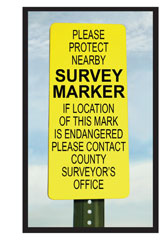 PLEASE
PROTECT
NEARBY
SURVEY
MARKER
IF LOCATION
OF THIS MARK
IS ENDANGERED
PLEASE CONTACT
COUNTY
SURVEYOR'S
OFFICE